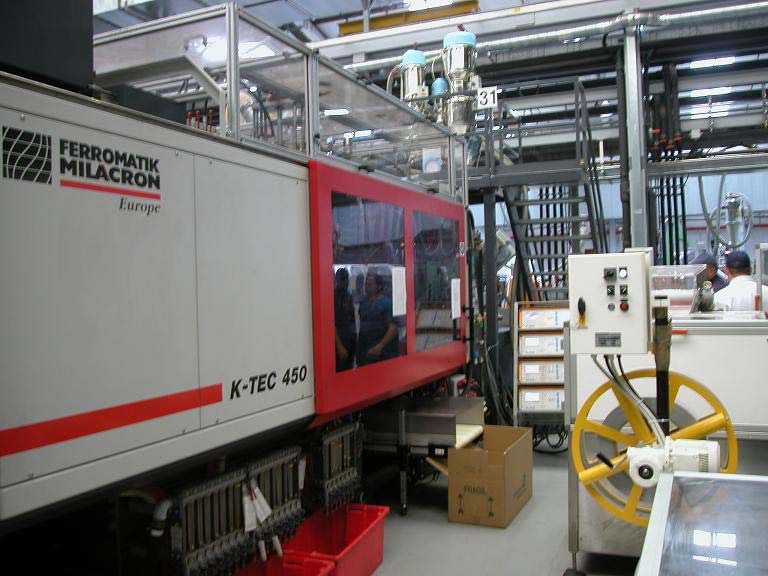 FERROMATIK
MILACRON
Europe
K-TEC 450
31
FRAGIL